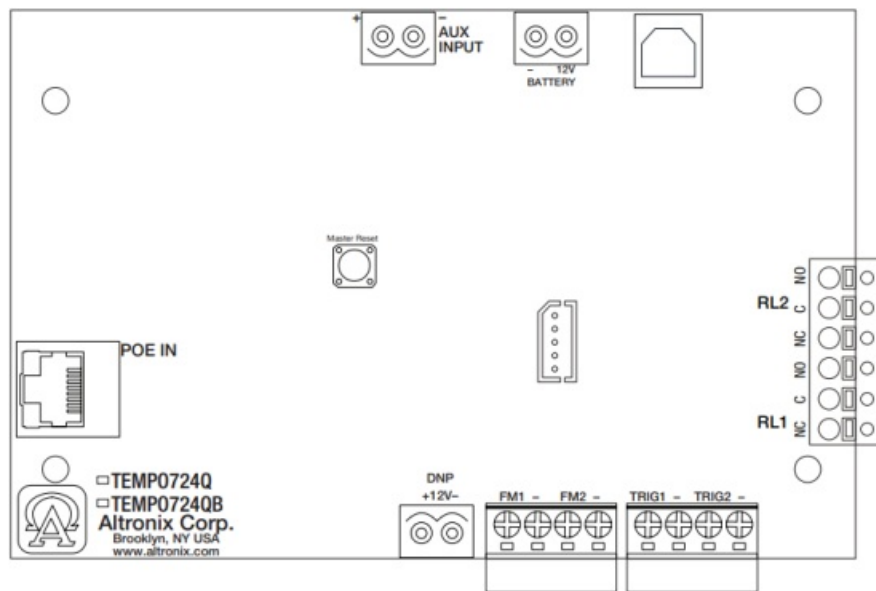 + –
AUX
INPUT
– 12V
BATTERY
Master Reset
NO
RL2 C
NC
NO
C
RL1 NC
POE IN
TEMP0724Q
TEMP0724QB
Altronix Corp.
Brooklyn, NY USA
www.altronix.com
DNP
+12V–
FM1 – FM2 –
TRIG1 – TRIG2 –